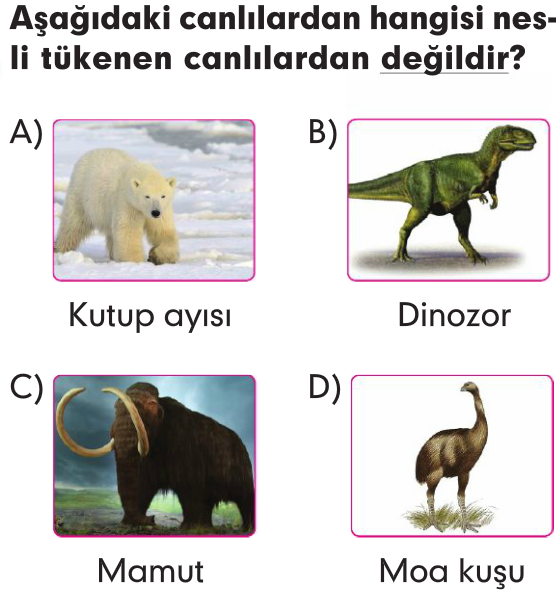 Aşağıdaki canlılardan hangisi nes-
li tükenen canlılardan değildir?
A)
B)
Kutup ayısı
Dinozor
C)
D)
Mamut
Moa kuşu